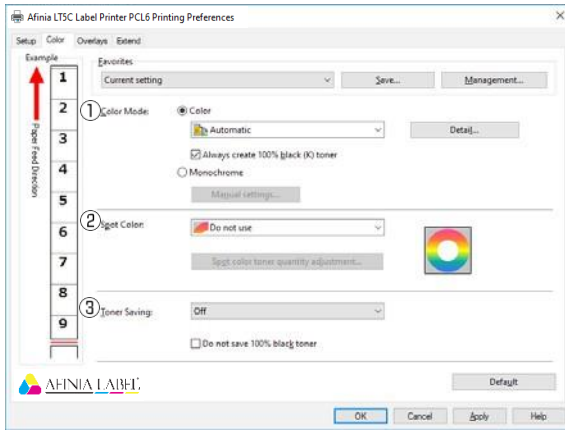 Afinia LT5C Label Printer PCL6 Printing Preferences
Setup Color Overlays Extend
Example
Paper Feed Direction
1
2
3
4
5
6
7
8
9
Favorites
Current setting Save... Management...
① Color Mode: Color
Automatic Detail...
Always create 100% black (K) toner
Monochrome
Manual settings...
② Spot Color: Do not use
Spot color toner quantity adjustment...
③ Toner Saving: Off
Do not save 100% black toner
AFINIA LABEL
Default
OK Cancel Apply Help